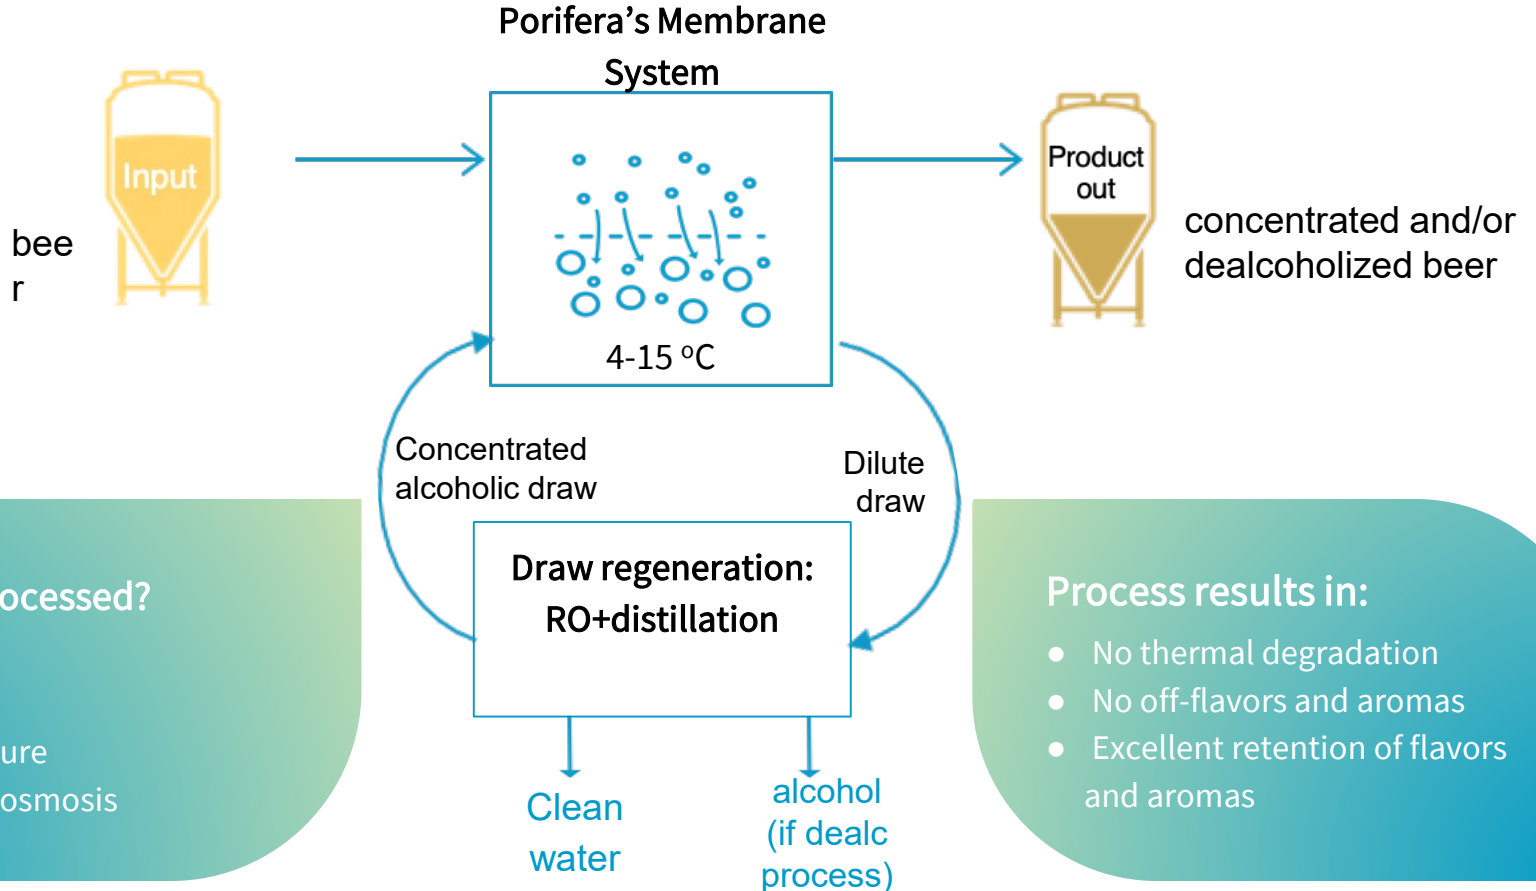 Porifera’s Membrane
System
Input
bee
r
4-15 ºC
Product
out
concentrated and/or
dealcoholized beer
Concentrated
alcoholic draw
Dilute
draw
Draw regeneration:
RO+distillation
Clean
water
alcohol
(if dealc
process)
ocessed?
ure
osmosis
Process results in:
● No thermal degradation
● No off-flavors and aromas
● Excellent retention of flavors
and aromas